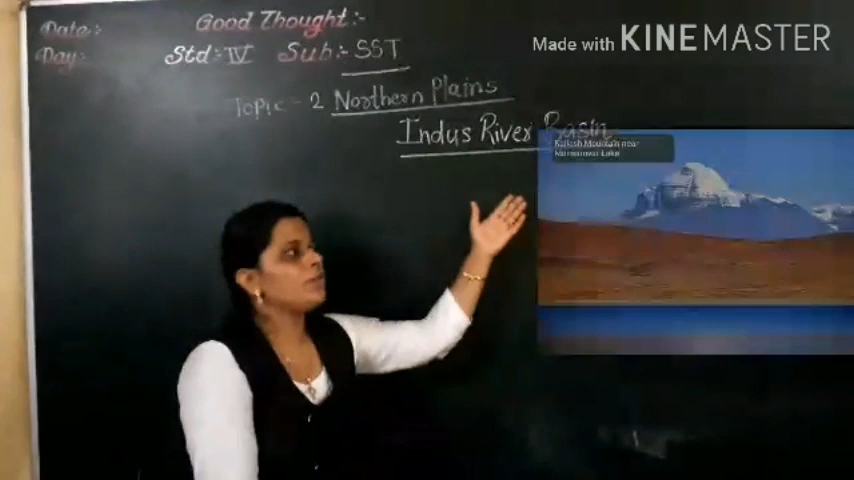 Date:-
Good Thought:-
Day:-
Std:- IV Sub:- SST
Made with KINEMASTER
Topic - 2 Northern Plains
Indus River Basin
Kailash Mountain near
Mansarovar Lake